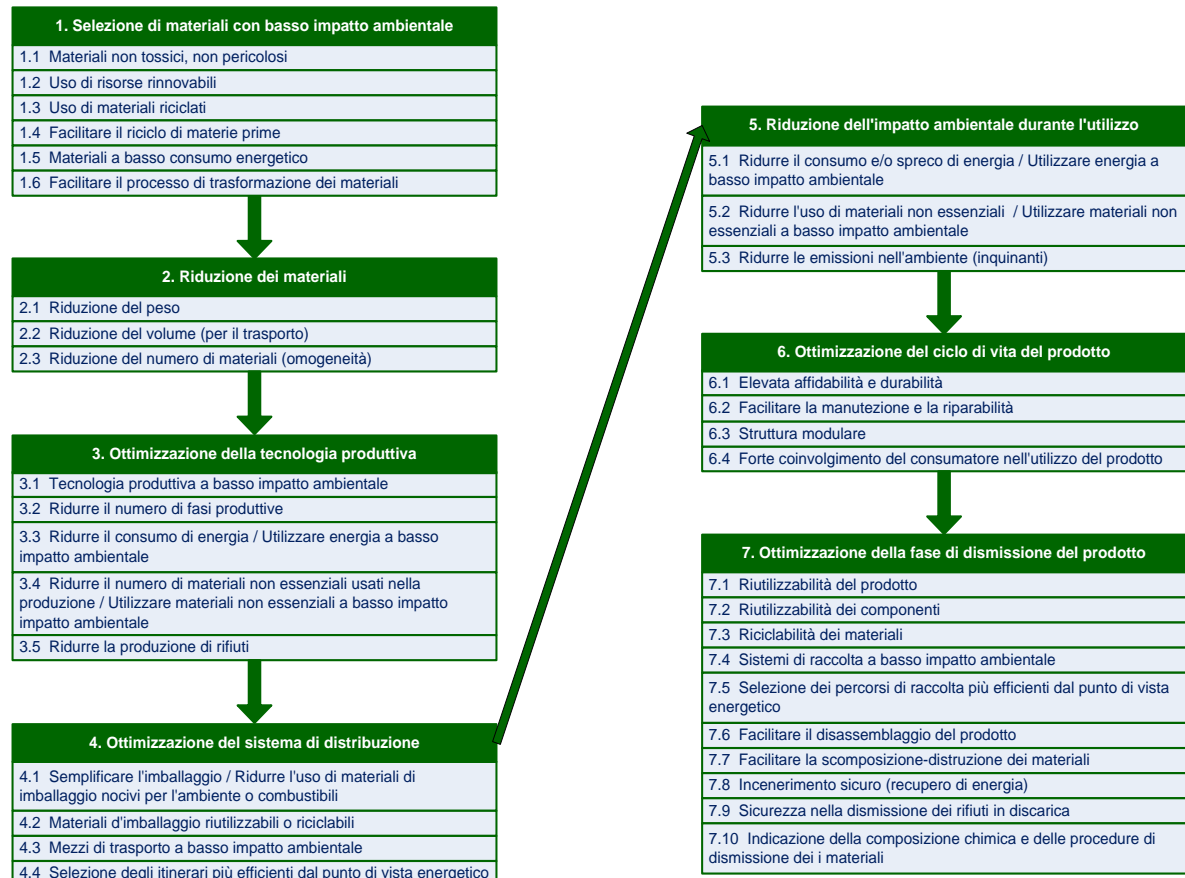 1. Selezione di materiali con basso impatto ambientale
1.1 Materiali non tossici, non pericolosi
1.2 Uso di risorse rinnovabili
1.3 Uso di materiali riciclati
1.4 Facilitare il riciclo di materie prime
1.5 Materiali a basso consumo energetico
1.6 Facilitare il processo di trasformazione dei materiali
2. Riduzione dei materiali
2.1 Riduzione del peso
2.2 Riduzione del volume (per il trasporto)
2.3 Riduzione del numero di materiali (omogeneità)
3. Ottimizzazione della tecnologia produttiva
3.1 Tecnologia produttiva a basso impatto ambientale
3.2 Ridurre il numero di fasi produttive
3.3 Ridurre il consumo di energia / Utilizzare energia a basso
impatto ambientale
3.4 Ridurre il numero di materiali non essenziali usati nella
produzione / Utilizzare materiali non essenziali a basso impatto
impatto ambientale
3.5 Ridurre la produzione di rifiuti
4. Ottimizzazione del sistema di distribuzione
4.1 Semplificare l'imballaggio / Ridurre l'uso di materiali di
imballaggio nocivi per l'ambiente o combustibili
4.2 Materiali d'imballaggio riutilizzabili o riciclabili
4.3 Mezzi di trasporto a basso impatto ambientale
4.4 Selezione degli itinerari più efficienti dal punto di vista energetico
5. Riduzione dell'impatto ambientale durante l'utilizzo
5.1 Ridurre il consumo e/o spreco di energia / Utilizzare energia a
basso impatto ambientale
5.2 Ridurre l'uso di materiali non essenziali / Utilizzare materiali non
essenziali a basso impatto ambientale
5.3 Ridurre le emissioni nell'ambiente (inquinanti)
6. Ottimizzazione del ciclo di vita del prodotto
6.1 Elevata affidabilità e durabilità
6.2 Facilitare la manutezione e la riparabilità
6.3 Struttura modulare
6.4 Forte coinvolgimento del consumatore nell'utilizzo del prodotto
7. Ottimizzazione della fase di dismissione del prodotto
7.1 Riutilizzabilità del prodotto
7.2 Riutilizzabilità dei componenti
7.3 Riciclabilità dei materiali
7.4 Sistemi di raccolta a basso impatto ambientale
7.5 Selezione dei percorsi di raccolta più efficienti dal punto di vista
energetico
7.6 Facilitare il disassemblaggio del prodotto
7.7 Facilitare la scomposizione-distruzione dei materiali
7.8 Incenerimento sicuro (recupero di energia)
7.9 Sicurezza nella dismissione dei rifiuti in discarica
7.10 Indicazione della composizione chimica e delle procedure di
dismissione dei i materiali